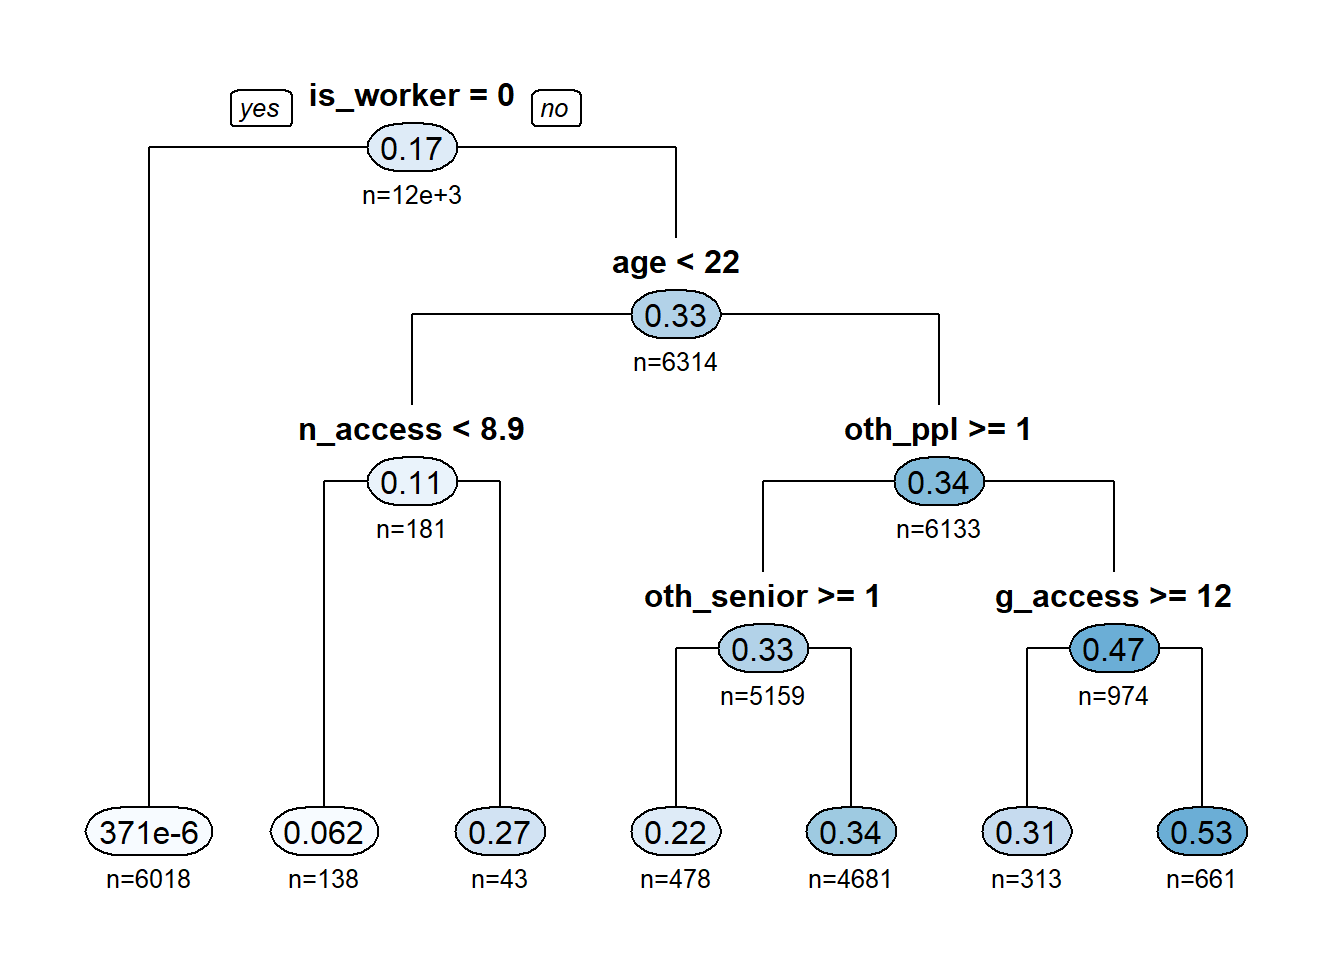 yes is_worker = 0 no
0.17
n=12e+3
age < 22
0.33
n=6314
n_access < 8.9 oth_ppl >= 1
0.11 0.34
n=181 n=6133
oth_senior >= 1 g_access >= 12
0.33 0.47
n=5159 n=974
371e-6 0.062 0.27 0.22 0.34 0.31 0.53
n=6018 n=138 n=43 n=478 n=4681 n=313 n=661